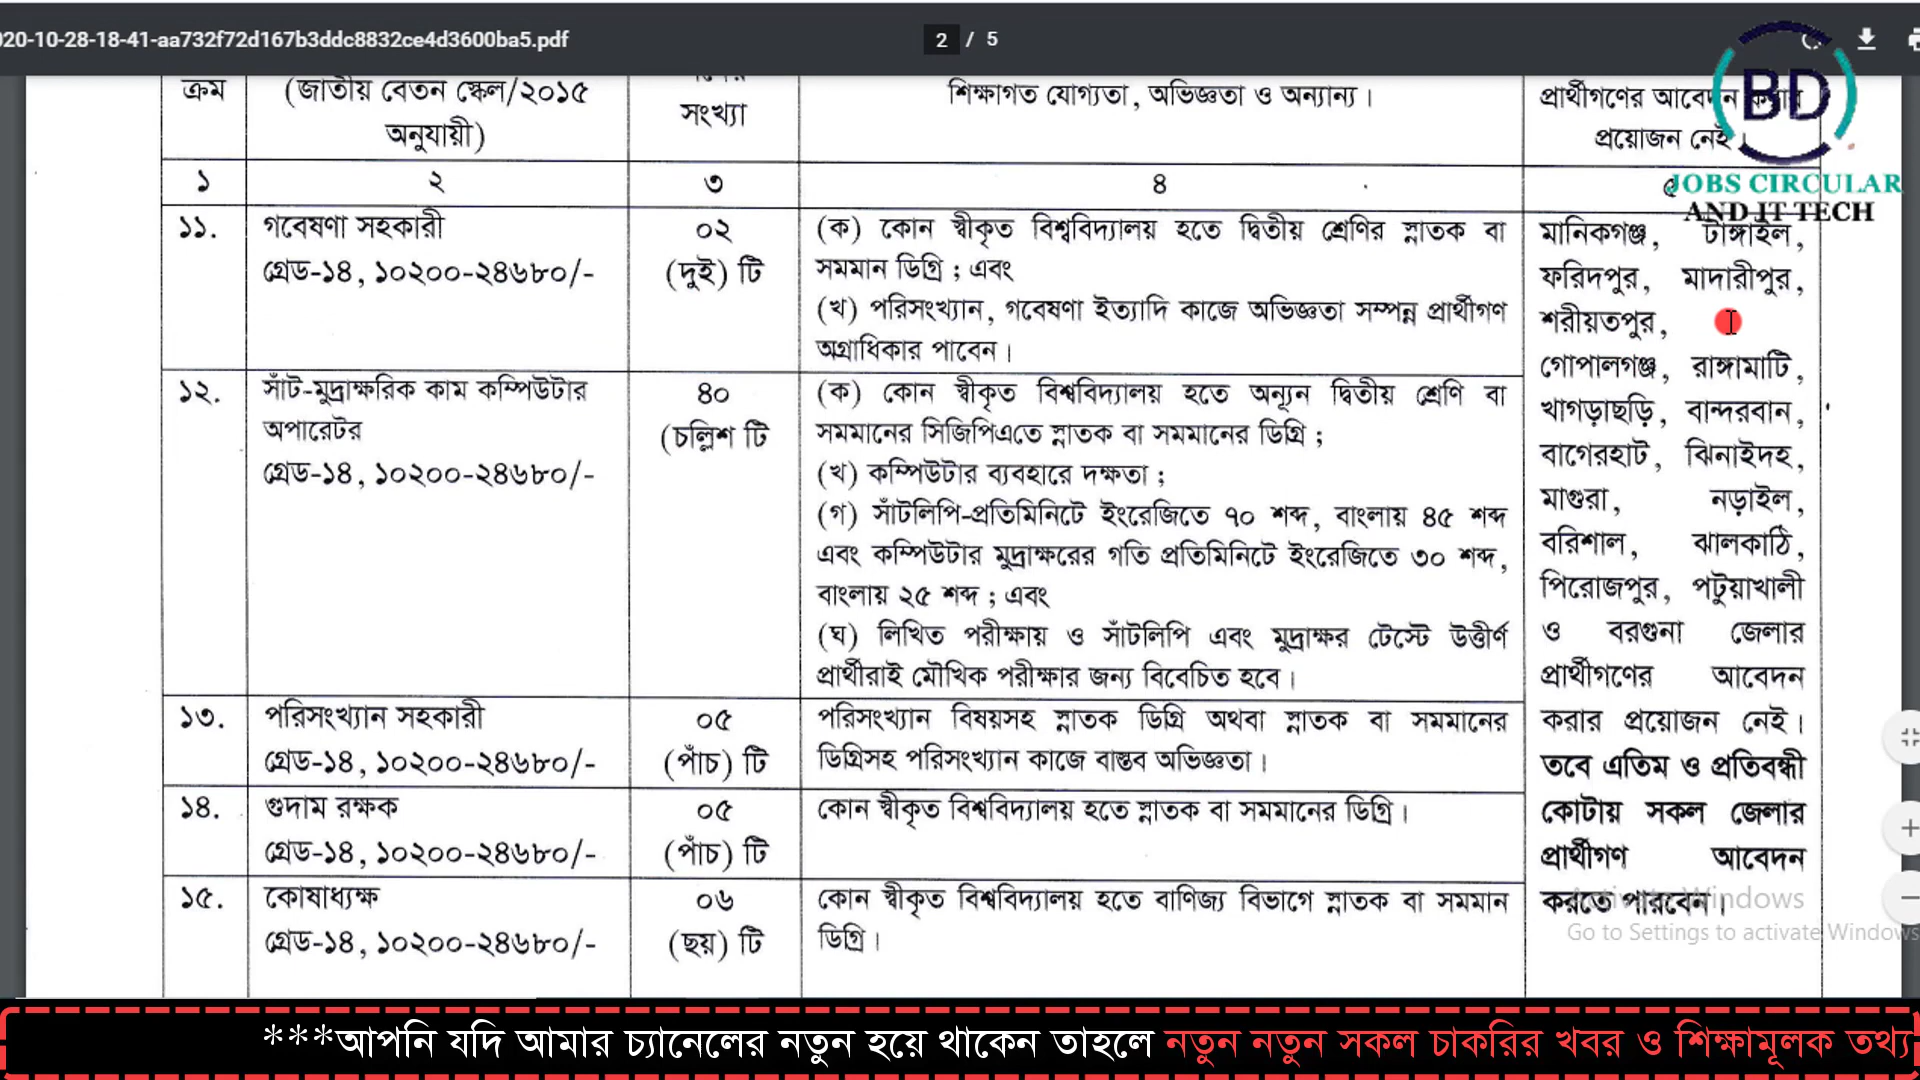 020-10-28-18-41-aa732f72d167b3ddc8832ce4d3600ba5.pdf
2 / 5
BD
JOBS CIRCULAR
AND IT TECH
ক্রম
(জাতীয় বেতন স্কেল/২০১৫
অনুযায়ী)
সংখ্যা
শিক্ষাগত যোগ্যতা, অভিজ্ঞতা ও অন্যান্য।
প্রার্থীগণের আবেদন করার
প্রয়োজন নেই।
১ ২ ৩ ৪ ৫
১১.
গবেষণা সহকারী
গ্রেড-১৪, ১০২০০-২৪৬৮০/-
০২
(দুই) টি
(ক) কোন স্বীকৃত বিশ্ববিদ্যালয় হতে দ্বিতীয় শ্রেণির স্নাতক বা
সমমান ডিগ্রি ; এবং
(খ) পরিসংখ্যান, গবেষণা ইত্যাদি কাজে অভিজ্ঞতা সম্পন্ন প্রার্থীগণ
অগ্রাধিকার পাবেন।
১২.
সাঁট-মুদ্রাক্ষরিক কাম কম্পিউটার
অপারেটর
গ্রেড-১৪, ১০২০০-২৪৬৮০/-
৪০
(চল্লিশ টি
(ক) কোন স্বীকৃত বিশ্ববিদ্যালয় হতে অন্যূন দ্বিতীয় শ্রেণি বা
সমমানের সিজিপিএতে স্নাতক বা সমমানের ডিগ্রি ;
(খ) কম্পিউটার ব্যবহারে দক্ষতা ;
(গ) সাঁটলিপি-প্রতিমিনিটে ইংরেজিতে ৭০ শব্দ, বাংলায় ৪৫ শব্দ
এবং কম্পিউটার মুদ্রাক্ষরের গতি প্রতিমিনিটে ইংরেজিতে ৩০ শব্দ,
বাংলায় ২৫ শব্দ ; এবং
(ঘ) লিখিত পরীক্ষায় ও সাঁটলিপি এবং মুদ্রাক্ষর টেস্টে উত্তীর্ণ
প্রার্থীরাই মৌখিক পরীক্ষার জন্য বিবেচিত হবে।
১৩.
পরিসংখ্যান সহকারী
গ্রেড-১৪, ১০২০০-২৪৬৮০/-
০৫
(পাঁচ) টি
পরিসংখ্যান বিষয়সহ স্নাতক ডিগ্রি অথবা স্নাতক বা সমমানের
ডিগ্রিসহ পরিসংখ্যান কাজে বাস্তব অভিজ্ঞতা।
১৪.
গুদাম রক্ষক
গ্রেড-১৪, ১০২০০-২৪৬৮০/-
০৫
(পাঁচ) টি
কোন স্বীকৃত বিশ্ববিদ্যালয় হতে স্নাতক বা সমমানের ডিগ্রি।
১৫.
কোষাধ্যক্ষ
গ্রেড-১৪, ১০২০০-২৪৬৮০/-
০৬
(ছয়) টি
কোন স্বীকৃত বিশ্ববিদ্যালয় হতে বাণিজ্য বিভাগে স্নাতক বা সমমান
ডিগ্রি।
মানিকগঞ্জ, টাঙ্গাইল,
ফরিদপুর, মাদারীপুর,
শরীয়তপুর,
গোপালগঞ্জ, রাঙ্গামাটি,
খাগড়াছড়ি, বান্দরবান,
বাগেরহাট, ঝিনাইদহ,
মাগুরা, নড়াইল,
বরিশাল, ঝালকাঠি,
পিরোজপুর, পটুয়াখালী
ও বরগুনা জেলার
প্রার্থীগণের আবেদন
করার প্রয়োজন নেই।
তবে এতিম ও প্রতিবন্ধী
কোটায় সকল জেলার
প্রার্থীগণ আবেদন
করতে পারবেন।
Activate Windows
Go to Settings to activate Windows
***আপনি যদি আমার চ্যানেলের নতুন হয়ে থাকেন তাহলে নতুন নতুন সকল চাকরির খবর ও শিক্ষামূলক তথ্য